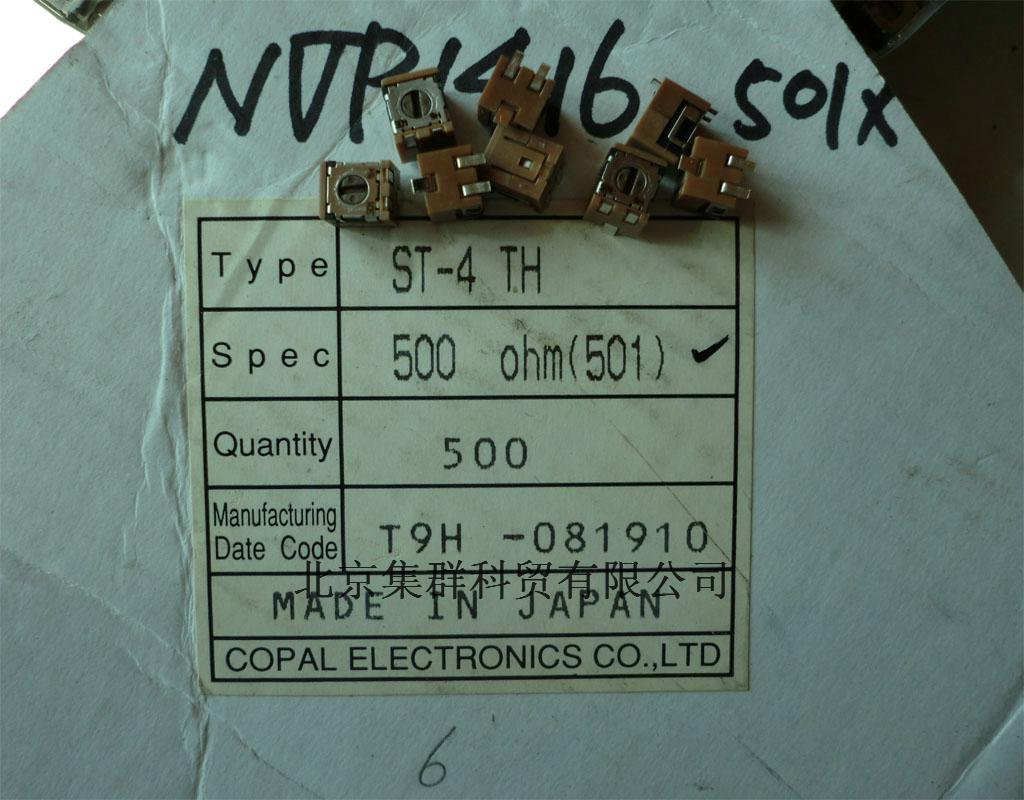 501X
Type ST-4 TH
Spec 500 ohm(501) ✓
Quantity 500
Manufacturing
Date Code T9H -081910
北京集群科贸有限公司
MADE IN JAPAN
COPAL ELECTRONICS CO.,LTD
6